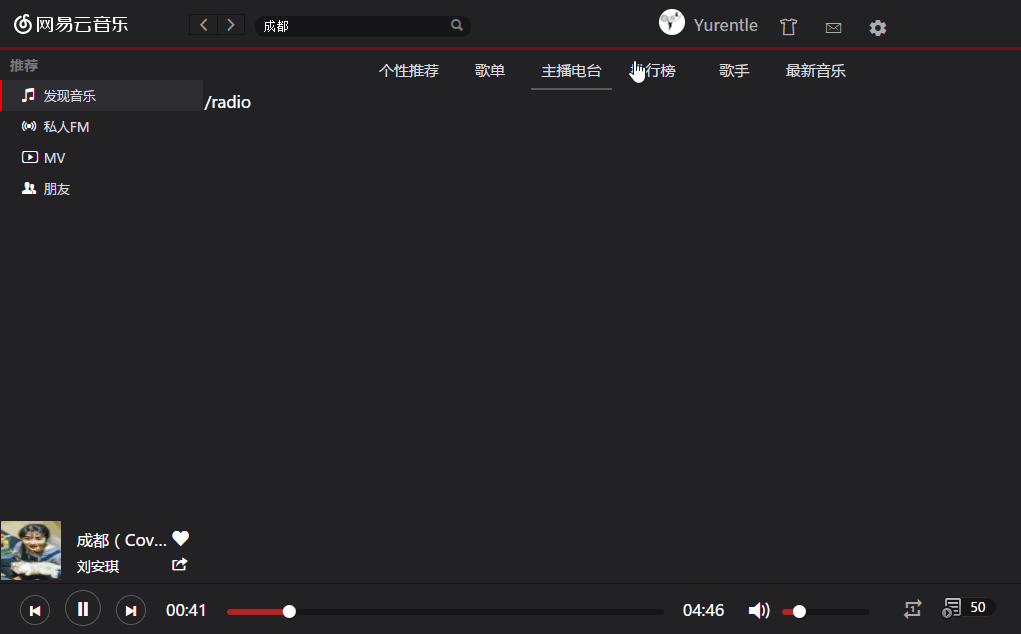 网易云音乐
成都
Yurentle
推荐
个性推荐 歌单 主播电台 行榜 歌手 最新音乐
发现音乐
/radio
私人FM
MV
朋友
成都（Cov...
刘安琪
00:41
04:46
1
50